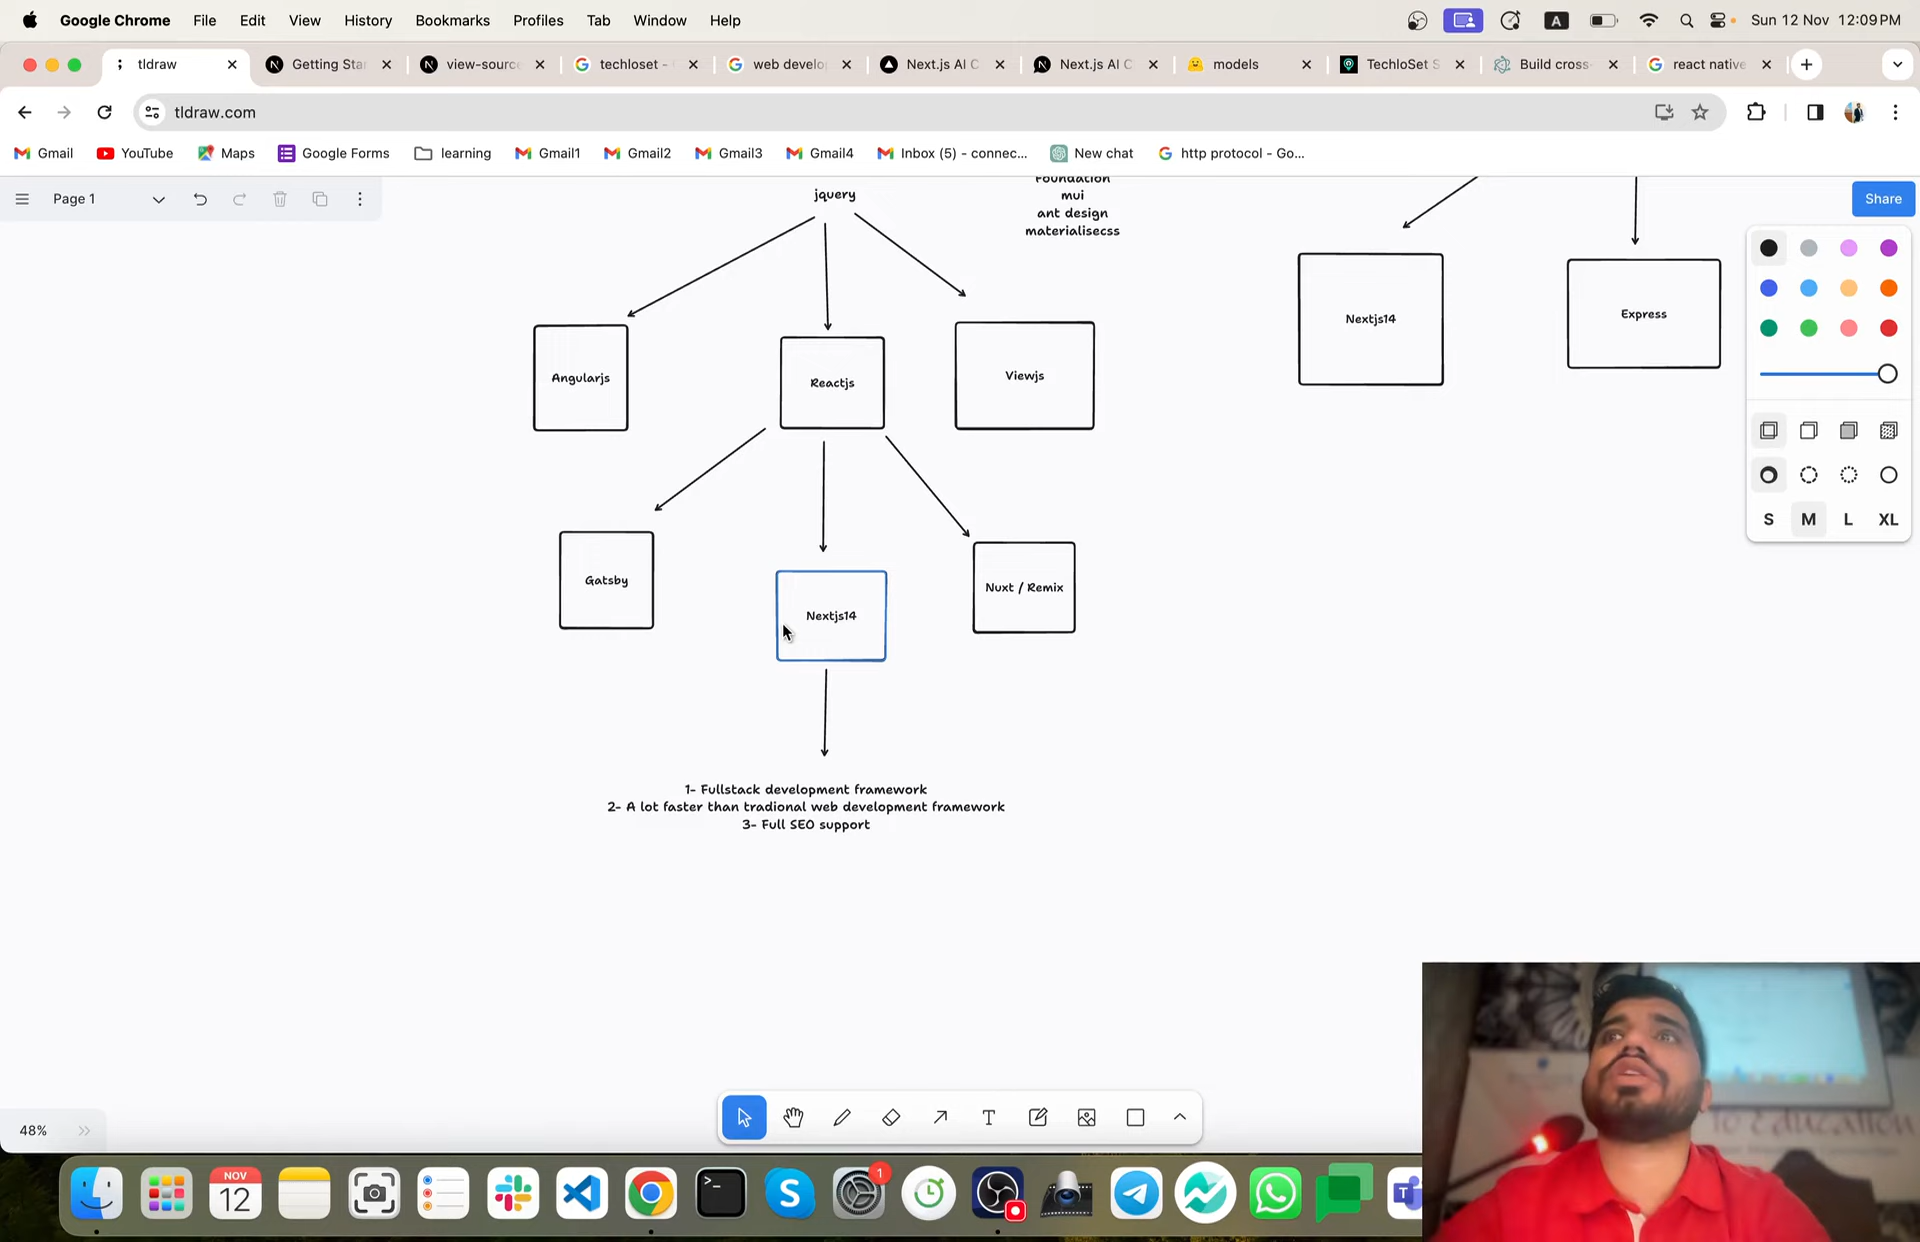 Google Chrome File Edit View History Bookmarks Profiles Tab Window Help A Sun 12 Nov 12:09 PM
tldraw Getting Sta view-source techloset - web develo Next.js AI C Next.js AI C models TechloSet S Build cross- react native
tldraw.com
Gmail YouTube Maps Google Forms learning Gmail1 Gmail2 Gmail3 Gmail4 Inbox (5) - connec... New chat http protocol - Go...
Page 1
Share
jquery
Foundation
mui
ant design
materialisecss
Nextjs14
Express
Angularjs
Reactjs
Viewjs
S M L XL
Gatsby
Nextjs14
Nuxt / Remix
1- Fullstack development framework
2- A lot faster than tradional web development framework
3- Full SEO support
48%
NOV
12
1